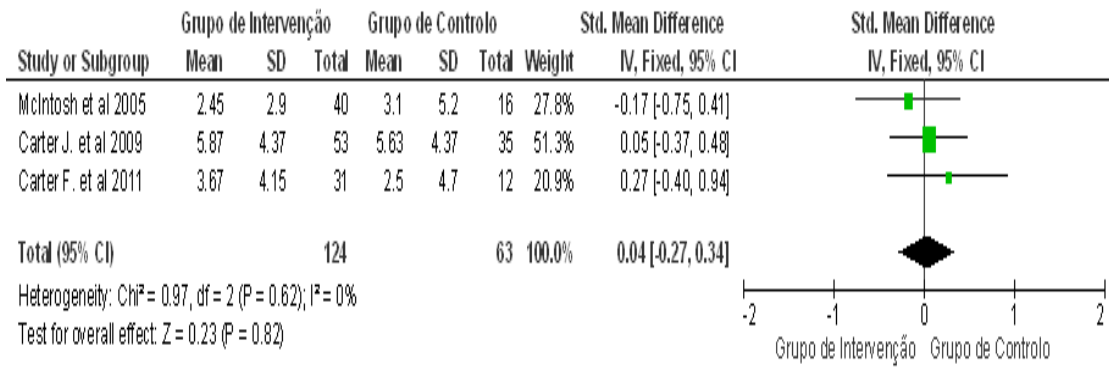 Grupo de Intervenção Grupo de Controlo Std. Mean Difference Std. Mean Difference
Study or Subgroup Mean SD Total Mean SD Total Weight IV, Fixed, 95% CI IV, Fixed, 95% CI
McIntosh et al 2005 2.45 2.9 40 3.1 5.2 16 27.8% -0.17 [-0.75, 0.41]
Carter J. et al 2009 5.87 4.37 53 5.63 4.37 35 51.3% 0.05 [-0.37, 0.48]
Carter F. et al 2011 3.67 4.15 31 2.5 4.7 12 20.9% 0.27 [-0.40, 0.94]
Total (95% CI) 124 63 100.0% 0.04 [-0.27, 0.34]
Heterogeneity: Chi² = 0.97, df = 2 (P = 0.62); I² = 0%
Test for overall effect: Z = 0.23 (P = 0.82)
-2 -1 0 1 2
Grupo de Intervenção Grupo de Controlo